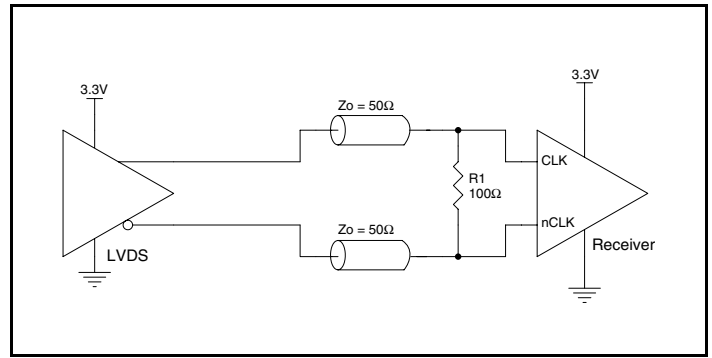 3.3V
3.3V
Zo = 50Ω
CLK
R1
100Ω
nCLK
Zo = 50Ω
Receiver
LVDS